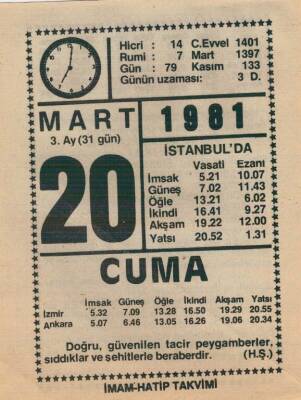 Hicri : 14 C.Evvel 1401
Rumi : 7 Mart 1397
Gün : 79 Kasım 133
Günün uzaması: 3 D.
MART 1981
3. Ay (31 gün)
20
İSTANBUL'DA
Vasati Ezani
İmsak 5.21 10.07
Güneş 7.02 11.43
Öğle 13.21 6.02
İkindi 16.41 9.27
Akşam 19.22 12.00
Yatsı 20.52 1.31
CUMA
İmsak Güneş Öğle İkindi Akşam Yatsı
İzmir 5.32 7.09 13.28 16.50 19.29 20.55
Ankara 5.07 6.46 13.05 16.26 19.06 20.34
Doğru, güvenilen tacir peygamberler,
sıddıklar ve şehitlerle beraberdir. (H.Ş.)
İMAM-HATİP TAKVİMİ